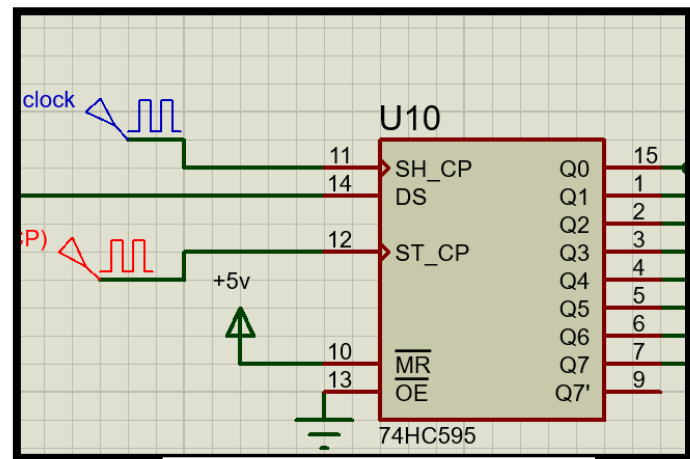 clock
U10
11 SH_CP Q0 15
14 DS Q1 1
Q2 2
CP) 12 ST_CP Q3 3
Q4 4
+5v
Q5 5
Q6 6
10 MR Q7 7
13 OE Q7' 9
74HC595